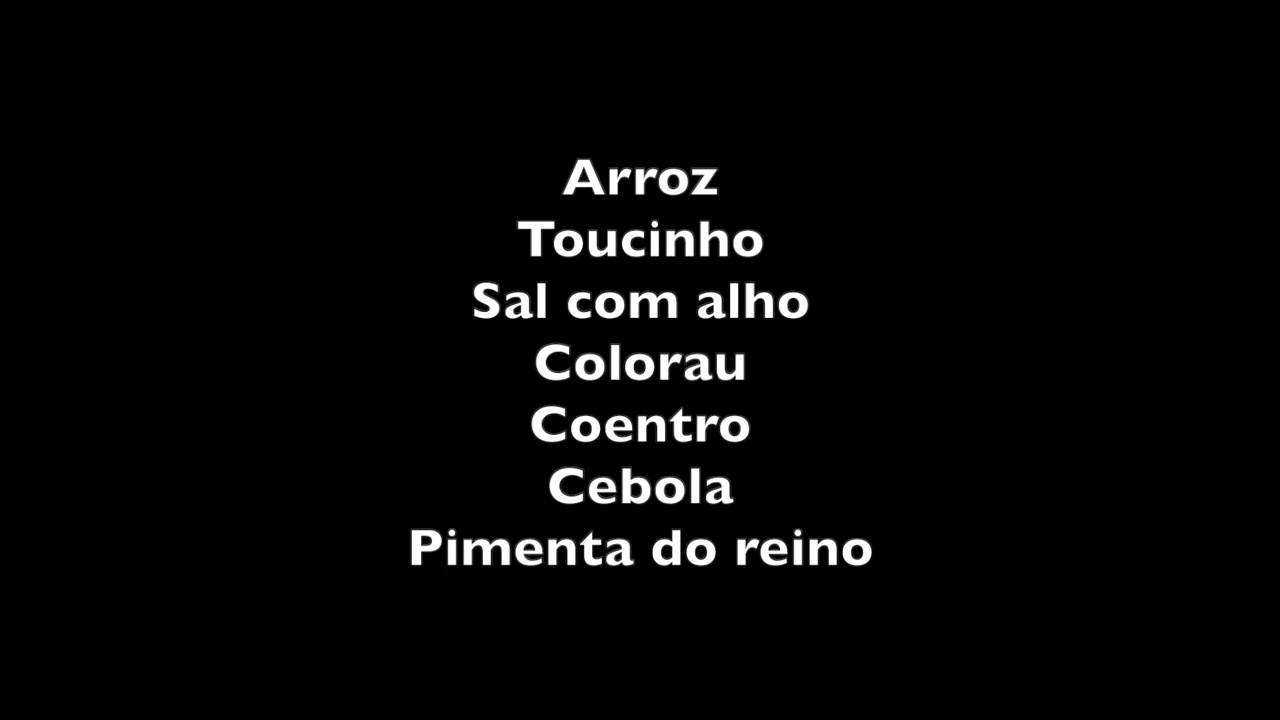 Arroz
Toucinho
Sal com alho
Colorau
Coentro
Cebola
Pimenta do reino